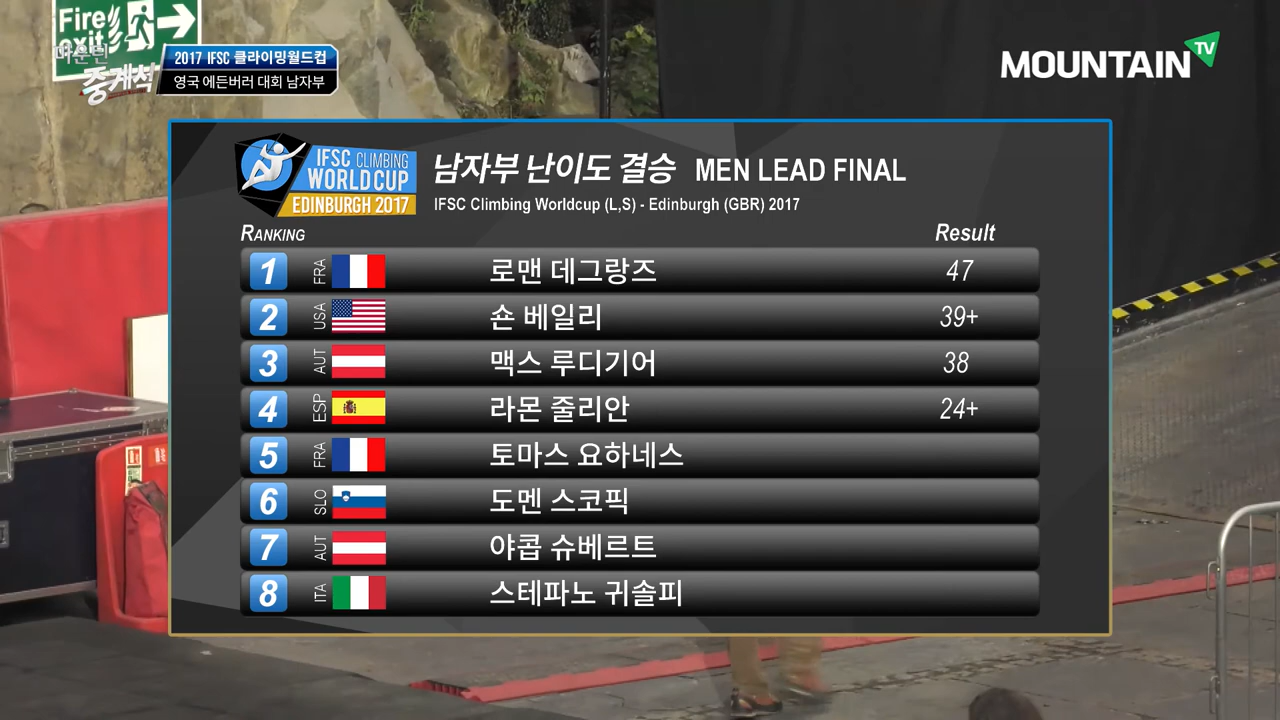 Fire
exit
마운틴
중계석
2017 IFSC 클라이밍월드컵
영국 에든버러 대회 남자부
MOUNTAIN TV
IFSC CLIMBING
WORLD CUP
EDINBURGH 2017
남자부 난이도 결승 MEN LEAD FINAL
IFSC Climbing Worldcup (L,S) - Edinburgh (GBR) 2017
RANKING Result
1 FRA 로맨 데그랑즈 47
2 USA 숀 베일리 39+
3 AUT 맥스 루디기어 38
4 ESP 라몬 줄리안 24+
5 FRA 토마스 요하네스
6 SLO 도멘 스코픽
7 AUT 야콥 슈베르트
8 ITA 스테파노 귀솔피